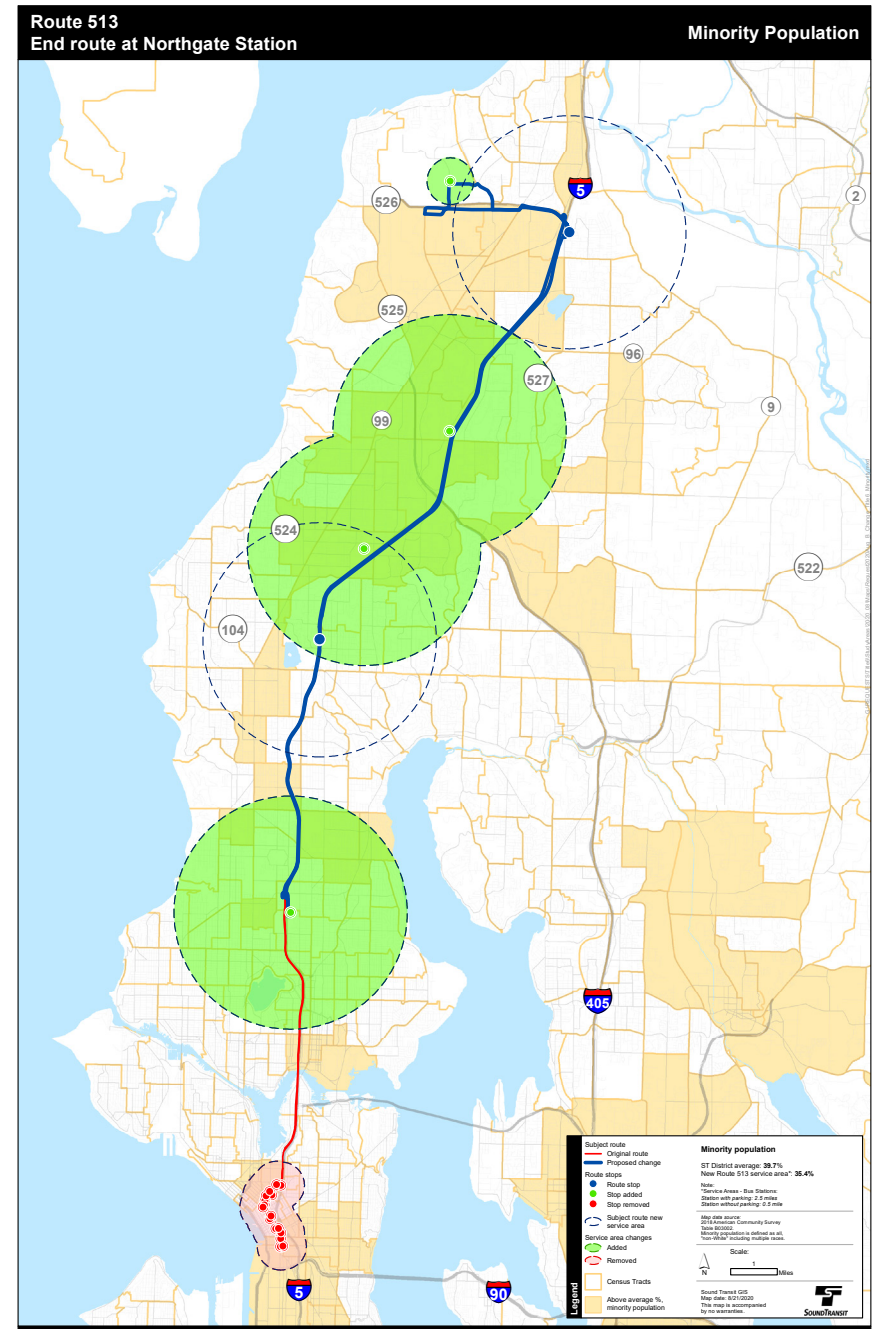 Route 513
End route at Northgate Station
Minority Population
5
526
2
525
96
527
9
99
524
522
104
405
5
90
Legend
Subject route
Original route
Proposed change
Route stops
Route stop
Stop added
Stop removed
Subject route new
service area
Service area changes
Added
Removed
Census Tracts
Above average %,
minority population
Minority population
ST District average: 39.7%
New Route 513 service area*: 35.4%
Note:
*Service Areas - Bus Stations:
Station with parking: 2.5 miles
Station without parking: 0.5 mile
Map data source:
2018 American Community Survey
Table B03002.
Minority population is defined as all,
"non-White" including multiple races.
Scale:
N
1
Miles
Sound Transit GIS
Map date: 8/21/2020
This map is accompanied
by no warranties.
SOUNDTRANSIT